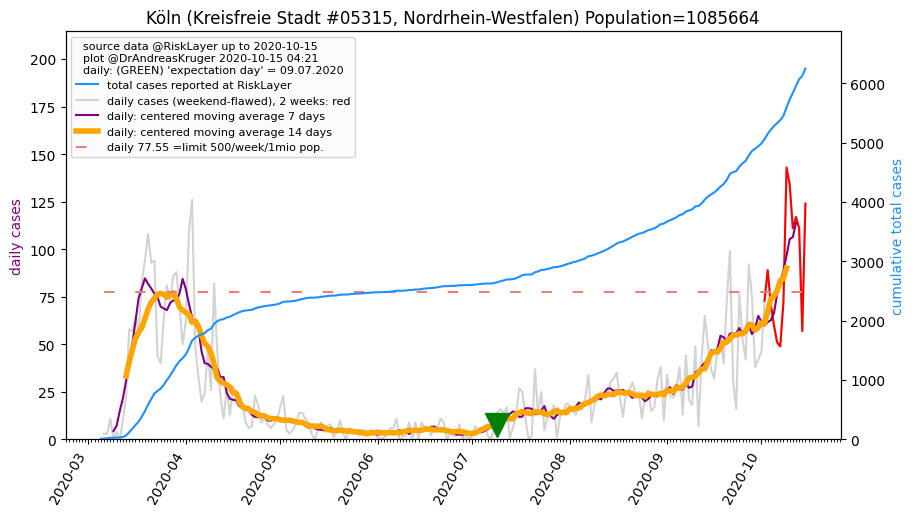 Köln (Kreisfreie Stadt #05315, Nordrhein-Westfalen) Population=1085664
source data @RiskLayer up to 2020-10-15
plot @DrAndreasKruger 2020-10-15 04:21
daily: (GREEN) 'expectation day' = 09.07.2020
total cases reported at RiskLayer
daily cases (weekend-flawed), 2 weeks: red
daily: centered moving average 7 days
daily: centered moving average 14 days
daily 77.55 =limit 500/week/1mio pop.
daily cases
200
175
150
125
100
75
50
25
0
6000
5000
4000
3000
2000
1000
0
cumulative total cases
2020-03
2020-04
2020-05
2020-06
2020-07
2020-08
2020-09
2020-10